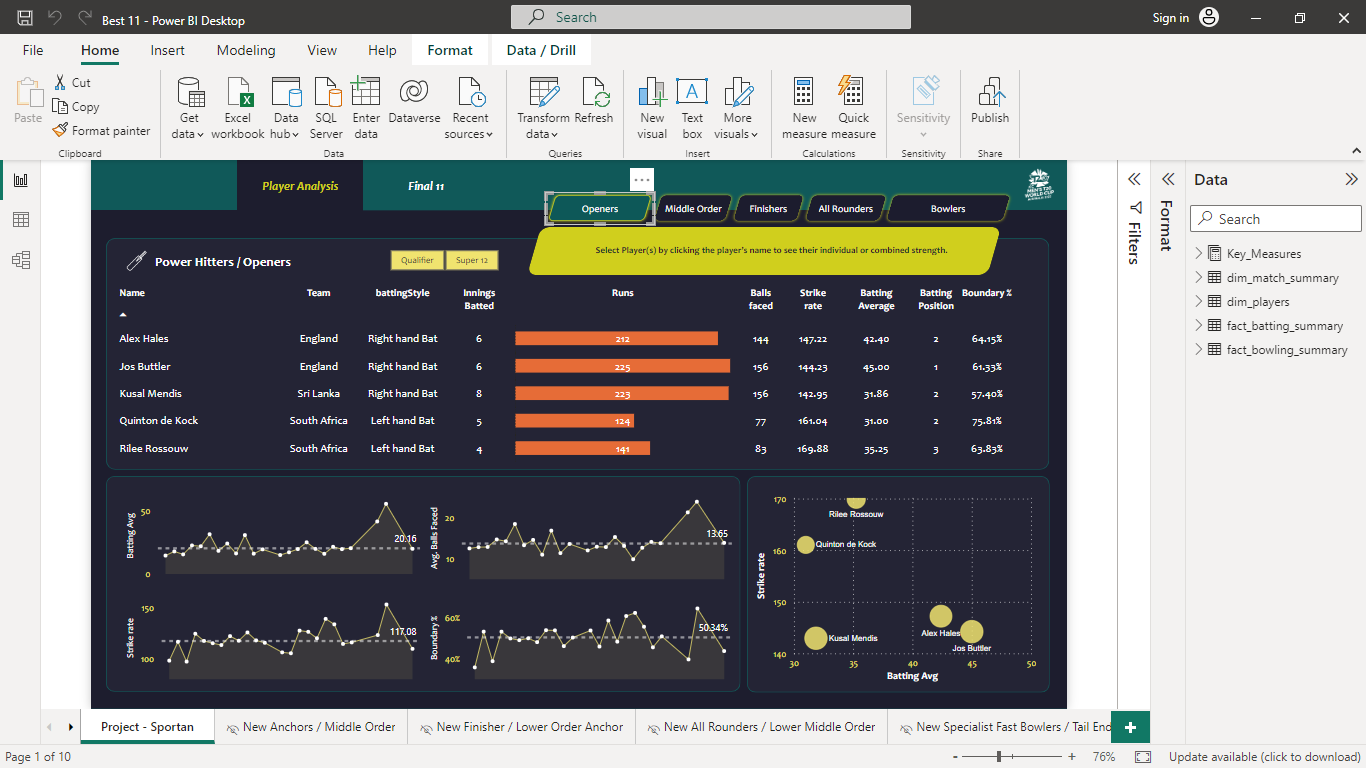 Best 11 - Power BI Desktop
Search
Sign in
File Home Insert Modeling View Help Format Data / Drill
Paste
Cut
Copy
Format painter
Clipboard
Get data
Excel workbook
Data hub
SQL Server
Enter data
Dataverse
Recent sources
Data
Transform data
Refresh
Queries
New visual
Text box
More visuals
Insert
New measure
Quick measure
Calculations
Sensitivity
Sensitivity
Publish
Share
Player Analysis
Final 11
Openers
Middle Order
Finishers
All Rounders
Bowlers
MEN'S T20
WORLD CUP
Select Player(s) by clicking the player's name to see their individual or combined strength.
Power Hitters / Openers
Qualifier
Super 12
Name Team battingStyle Innings Batted Runs Balls faced Strike rate Batting Average Batting Position Boundary %
Alex Hales England Right hand Bat 6 212 144 147.22 42.40 2 64.15%
Jos Buttler England Right hand Bat 6 225 156 144.23 45.00 1 61.33%
Kusal Mendis Sri Lanka Right hand Bat 8 223 156 142.95 31.86 2 57.40%
Quinton de Kock South Africa Left hand Bat 5 124 77 161.04 31.00 2 75.81%
Rilee Rossouw South Africa Left hand Bat 4 141 83 169.88 35.25 3 63.83%
Batting Avg
50
0
20.16
Avg. Balls Faced
20
10
13.65
Strike rate
150
100
117.08
Boundary %
60%
40%
50.34%
Strike rate
170
160
150
140
Rilee Rossouw
Quinton de Kock
Alex Hales
Kusal Mendis
Jos Buttler
30 35 40 45 50
Batting Avg
Filters
Format
Data
Search
Key_Measures
dim_match_summary
dim_players
fact_batting_summary
fact_bowling_summary
Project - Sportan
New Anchors / Middle Order
New Finisher / Lower Order Anchor
New All Rounders / Lower Middle Order
New Specialist Fast Bowlers / Tail End
Page 1 of 10
- + 76%
Update available (click to download)